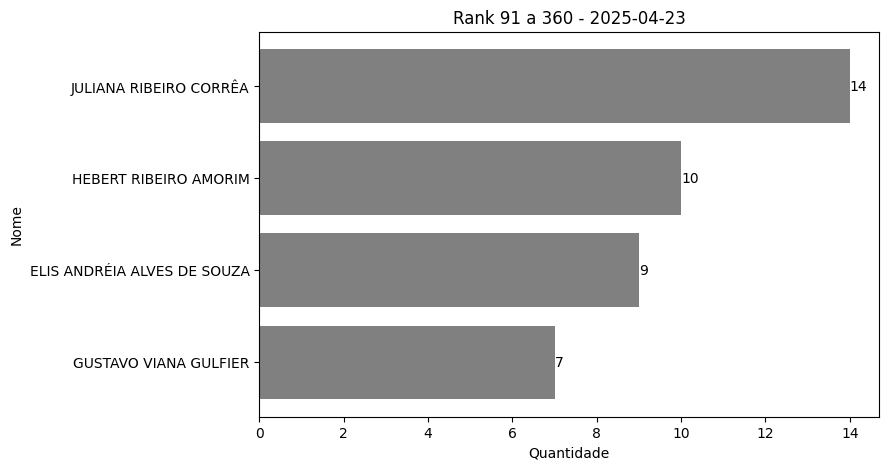 Rank 91 a 360 - 2025-04-23
Nome
JULIANA RIBEIRO CORRÊA
14
HEBERT RIBEIRO AMORIM
10
ELIS ANDRÉIA ALVES DE SOUZA
9
GUSTAVO VIANA GULFIER
7
0 2 4 6 8 10 12 14
Quantidade